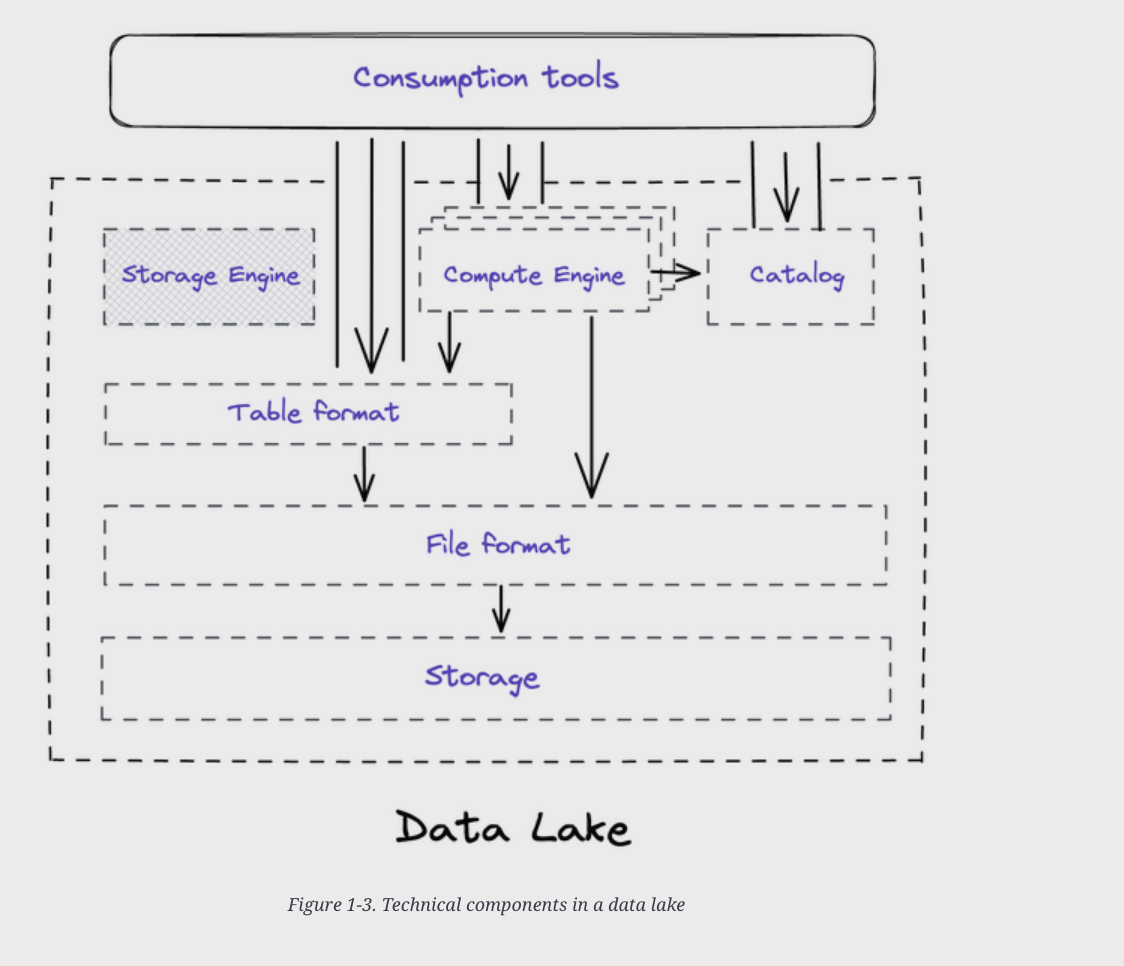 Consumption tools
Storage Engine
Compute Engine
Catalog
Table format
File format
Storage
Data Lake
Figure 1-3. Technical components in a data lake